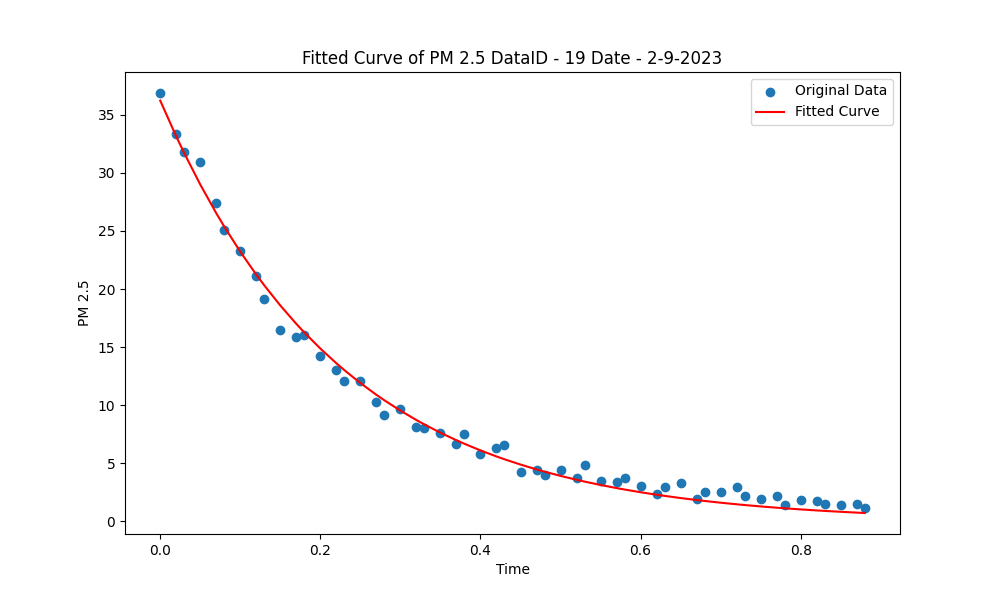 Fitted Curve of PM 2.5 DataID - 19 Date - 2-9-2023
Original Data
Fitted Curve
35
30
25
20
15
10
5
0
PM 2.5
0.0 0.2 0.4 0.6 0.8
Time